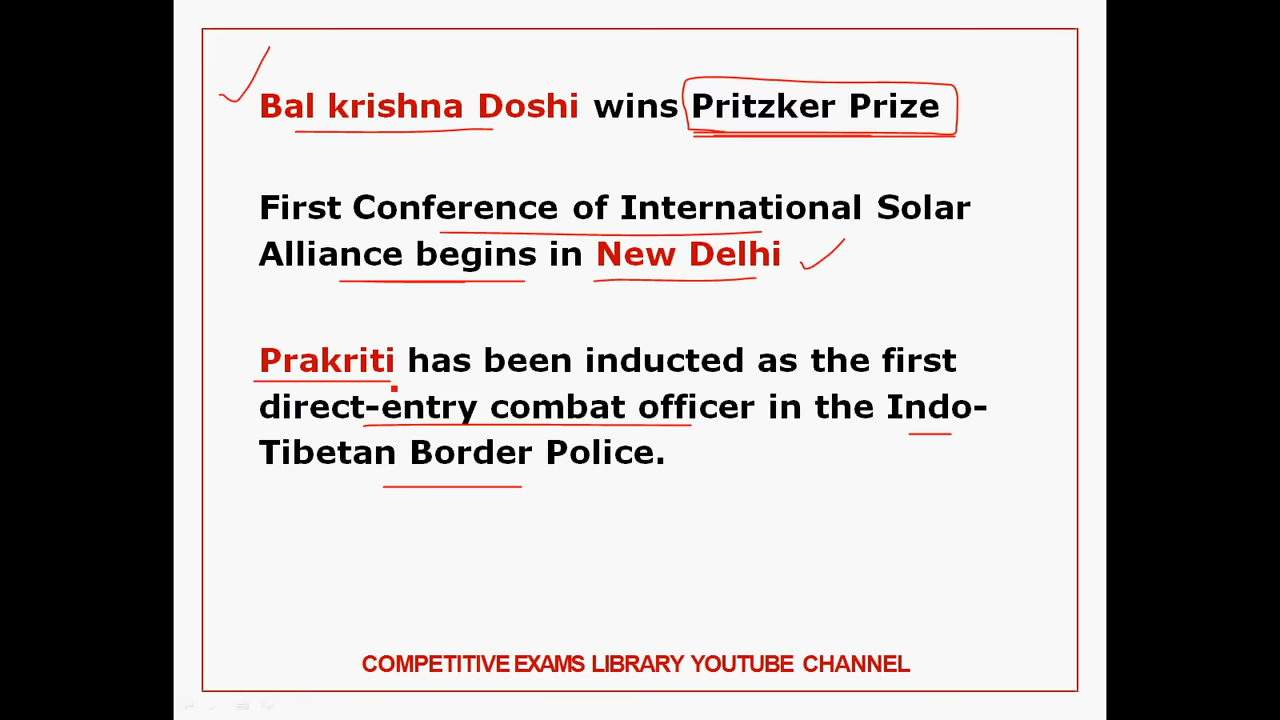 Bal krishna Doshi wins Pritzker Prize
First Conference of International Solar
Alliance begins in New Delhi
Prakriti has been inducted as the first
direct-entry combat officer in the Indo-
Tibetan Border Police.
COMPETITIVE EXAMS LIBRARY YOUTUBE CHANNEL